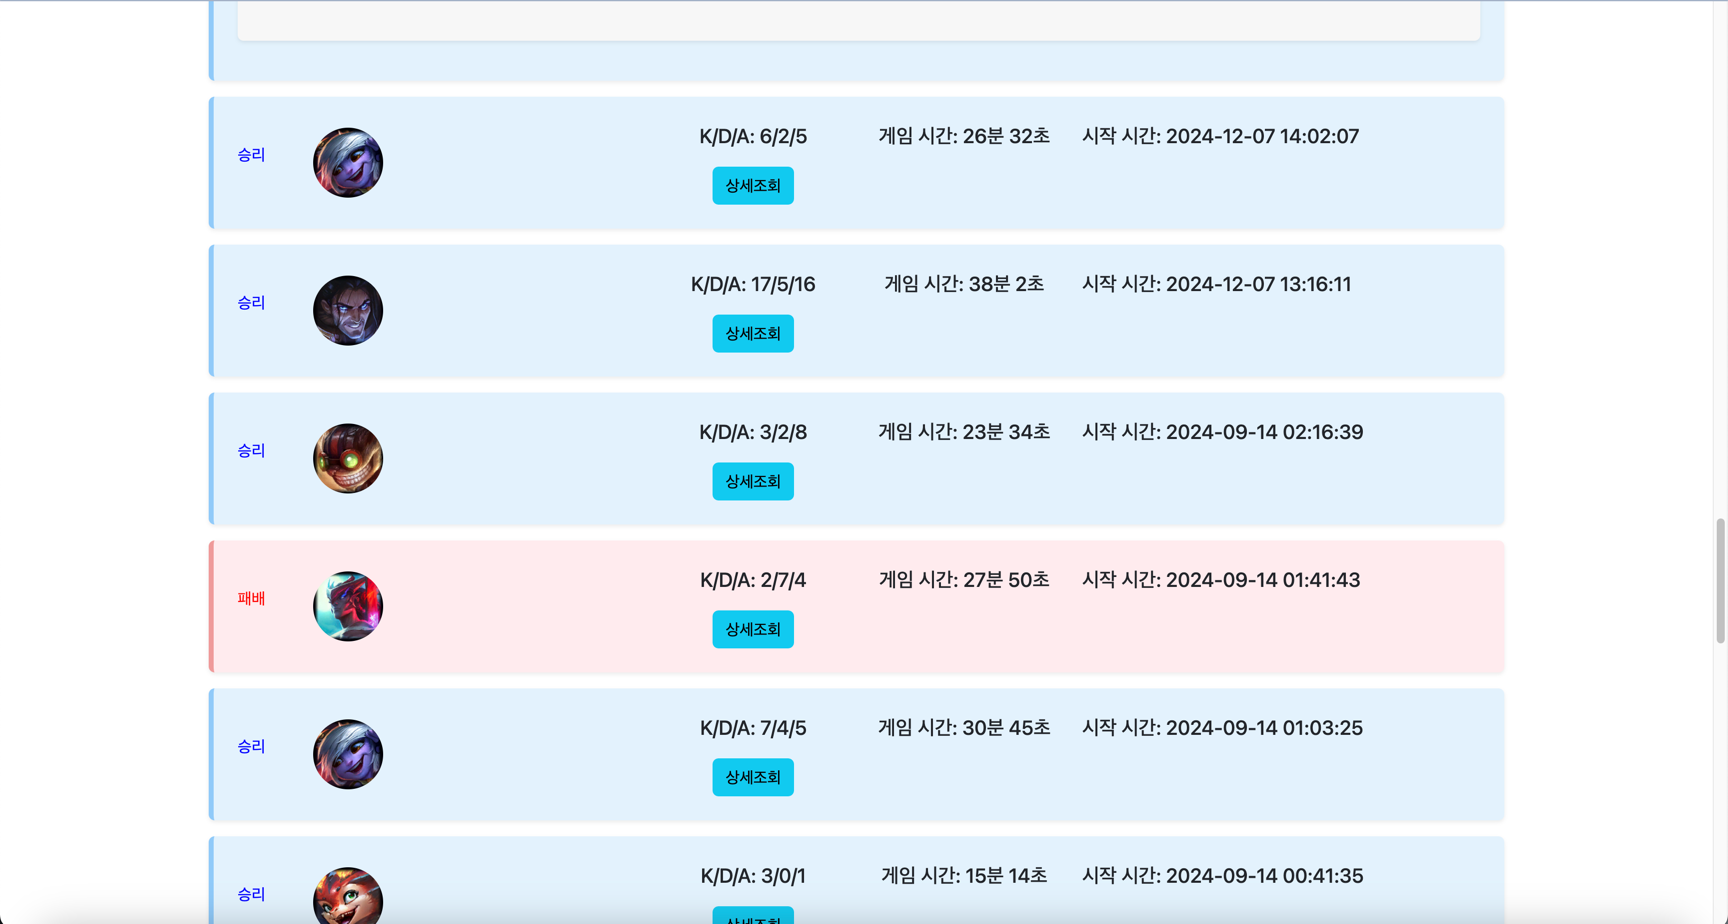 승리
K/D/A: 6/2/5 게임 시간: 26분 32초 시작 시간: 2024-12-07 14:02:07
상세조회
승리
K/D/A: 17/5/16 게임 시간: 38분 2초 시작 시간: 2024-12-07 13:16:11
상세조회
승리
K/D/A: 3/2/8 게임 시간: 23분 34초 시작 시간: 2024-09-14 02:16:39
상세조회
패배
K/D/A: 2/7/4 게임 시간: 27분 50초 시작 시간: 2024-09-14 01:41:43
상세조회
승리
K/D/A: 7/4/5 게임 시간: 30분 45초 시작 시간: 2024-09-14 01:03:25
상세조회
승리
K/D/A: 3/0/1 게임 시간: 15분 14초 시작 시간: 2024-09-14 00:41:35
상세조회